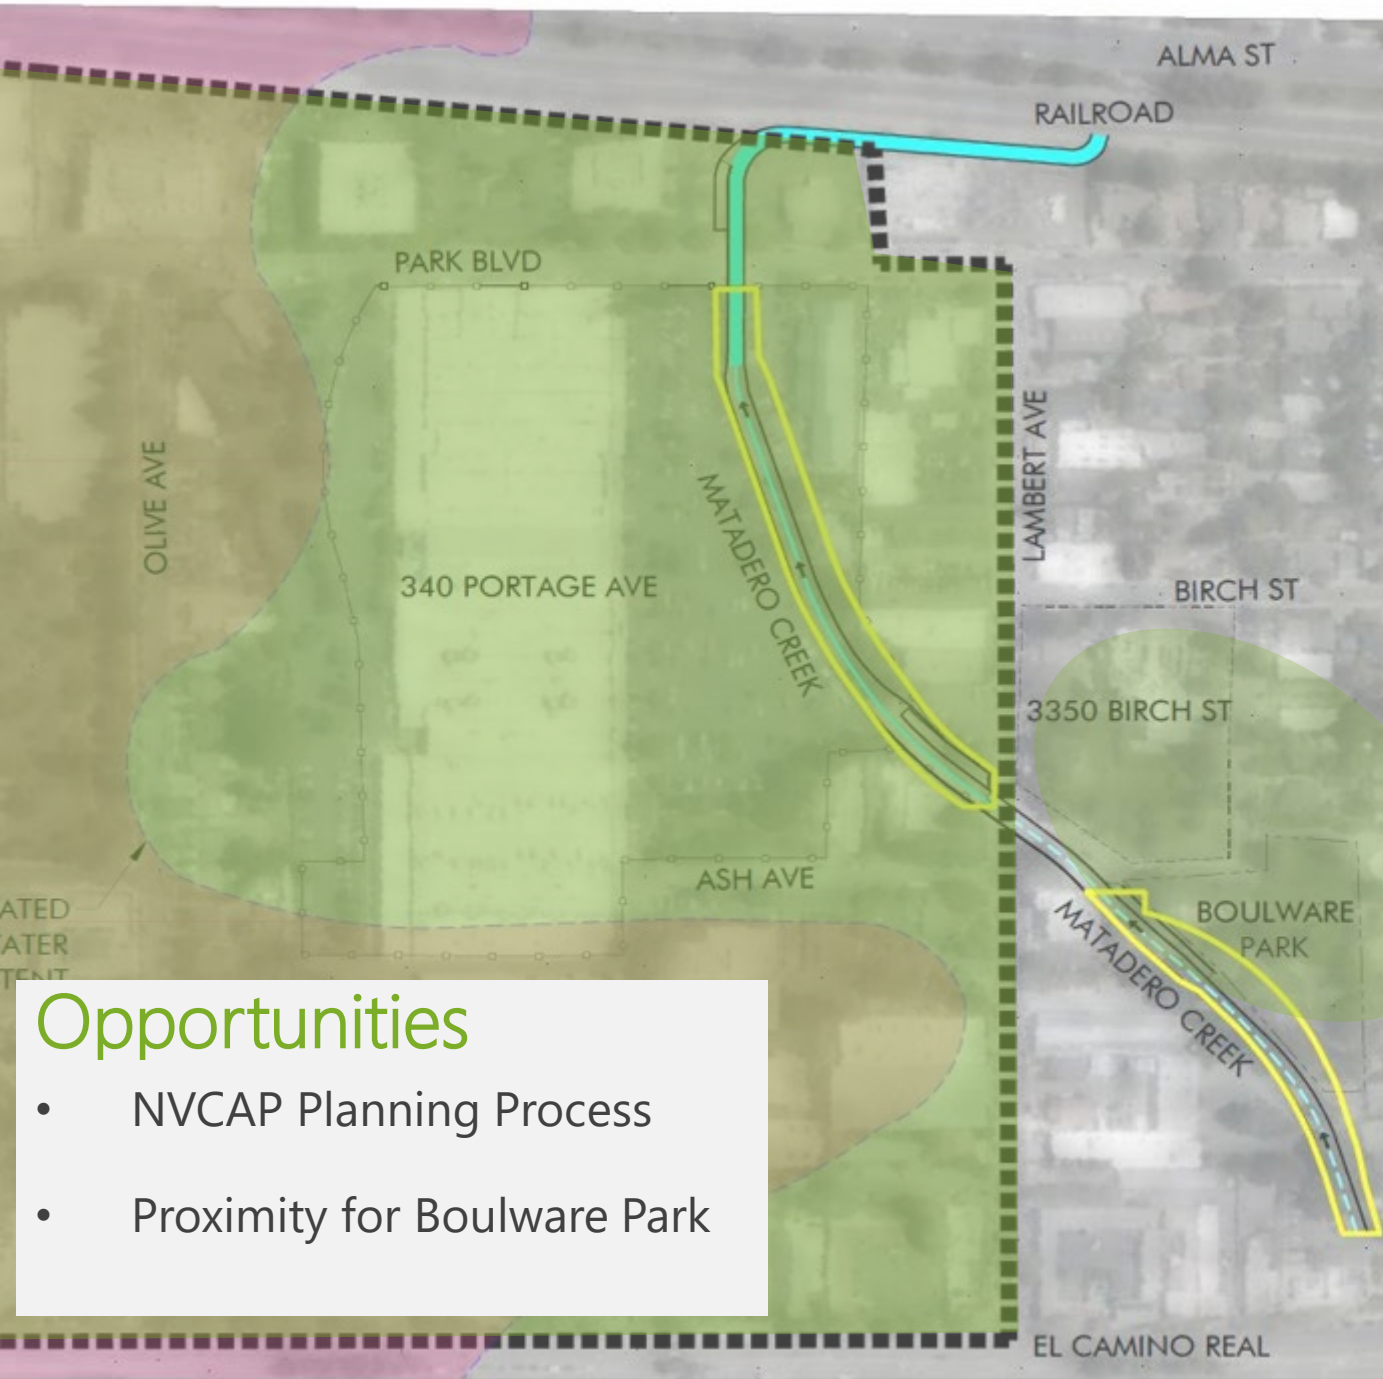 ALMA ST
RAILROAD
PARK BLVD
OLIVE AVE
340 PORTAGE AVE
MATADERO CREEK
LAMBERT AVE
BIRCH ST
3350 BIRCH ST
ASH AVE
BOULWARE
PARK
MATADERO CREEK
Opportunities
• NVCAP Planning Process
• Proximity for Boulware Park
EL CAMINO REAL